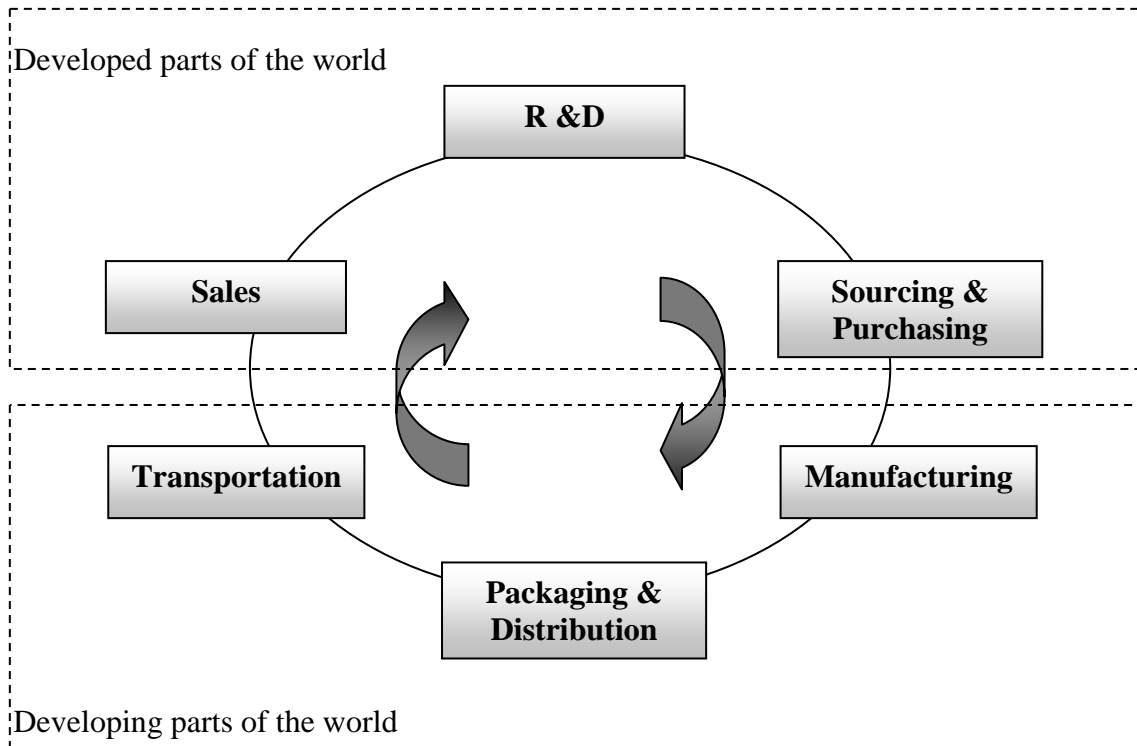 Developed parts of the world
R &D
Sales
Sourcing &
Purchasing
Transportation
Manufacturing
Packaging &
Distribution
Developing parts of the world